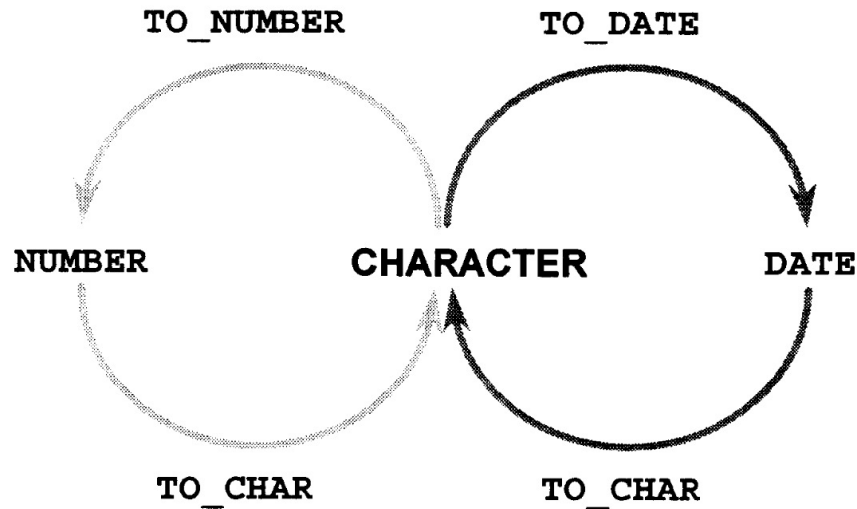 TO_NUMBER TO_DATE
NUMBER CHARACTER DATE
TO_CHAR TO_CHAR